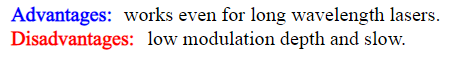 Advantages: works even for long wavelength lasers.
Disadvantages: low modulation depth and slow.